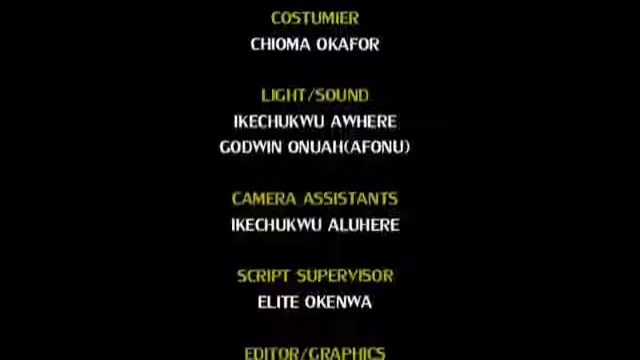 COSTUMIER
CHIOMA OKAFOR
LIGHT/SOUND
IKECHUKWU AWHERE
GODWIN ONUAH(AFONU)
CAMERA ASSISTANTS
IKECHUKWU ALUHERE
SCRIPT SUPERVISOR
ELITE OKENWA
EDITOR/GRAPHICS